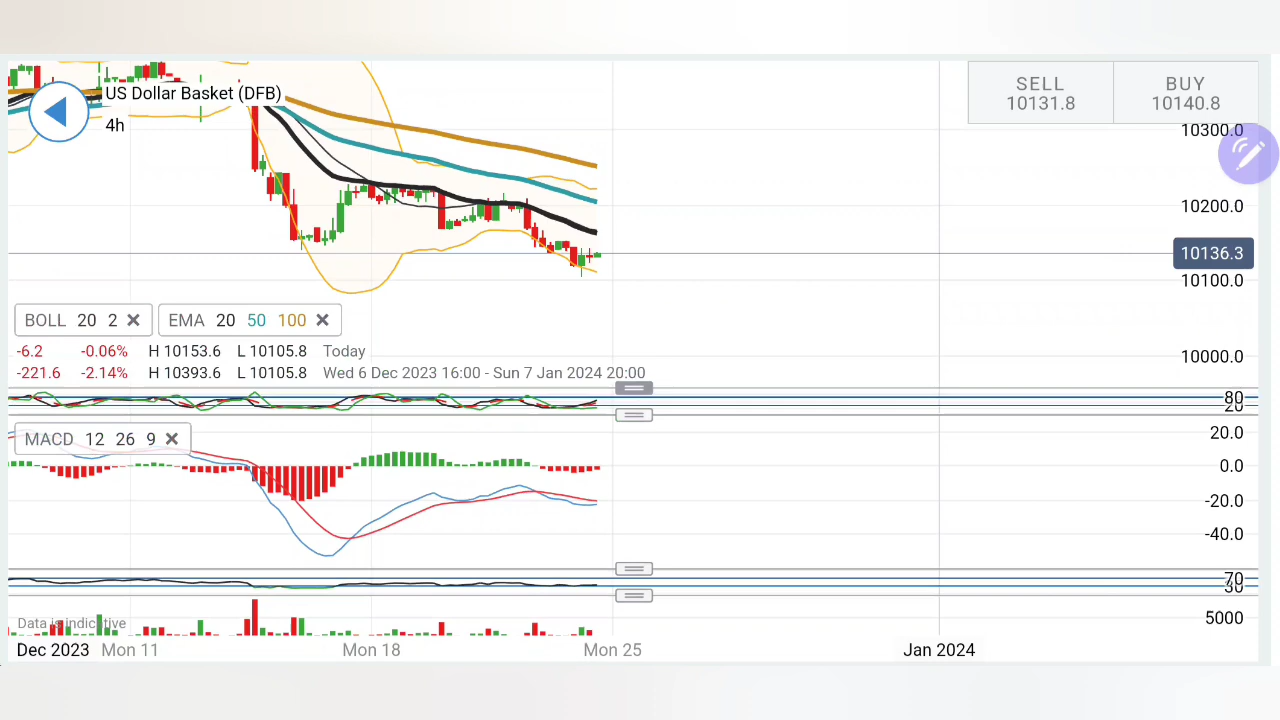 SELL
10131.8
BUY
10140.8
US Dollar Basket (DFB)
4h
10300.0
10200.0
10136.3
10100.0
10000.0
BOLL 20 2
EMA 20 50 100
-6.2 -0.06% H 10153.6 L 10105.8 Today
-221.6 -2.14% H 10393.6 L 10105.8 Wed 6 Dec 2023 16:00 - Sun 7 Jan 2024 20:00
80
20
MACD 12 26 9
20.0
0.0
-20.0
-40.0
70
30
Data is indicative
5000
Dec 2023 Mon 11 Mon 18 Mon 25 Jan 2024